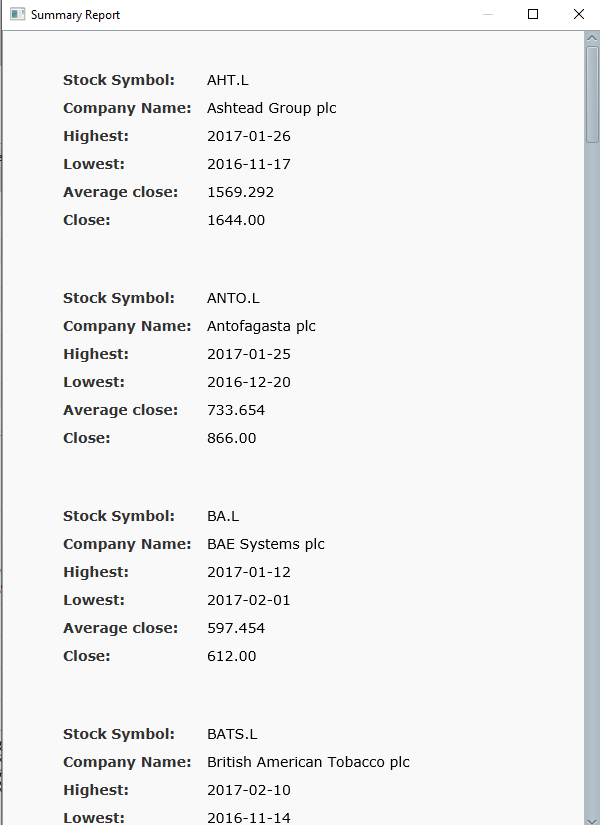 Summary Report
Stock Symbol: AHT.L
Company Name: Ashtead Group plc
Highest: 2017-01-26
Lowest: 2016-11-17
Average close: 1569.292
Close: 1644.00
Stock Symbol: ANTO.L
Company Name: Antofagasta plc
Highest: 2017-01-25
Lowest: 2016-12-20
Average close: 733.654
Close: 866.00
Stock Symbol: BA.L
Company Name: BAE Systems plc
Highest: 2017-01-12
Lowest: 2017-02-01
Average close: 597.454
Close: 612.00
Stock Symbol: BATS.L
Company Name: British American Tobacco plc
Highest: 2017-02-10
Lowest: 2016-11-14